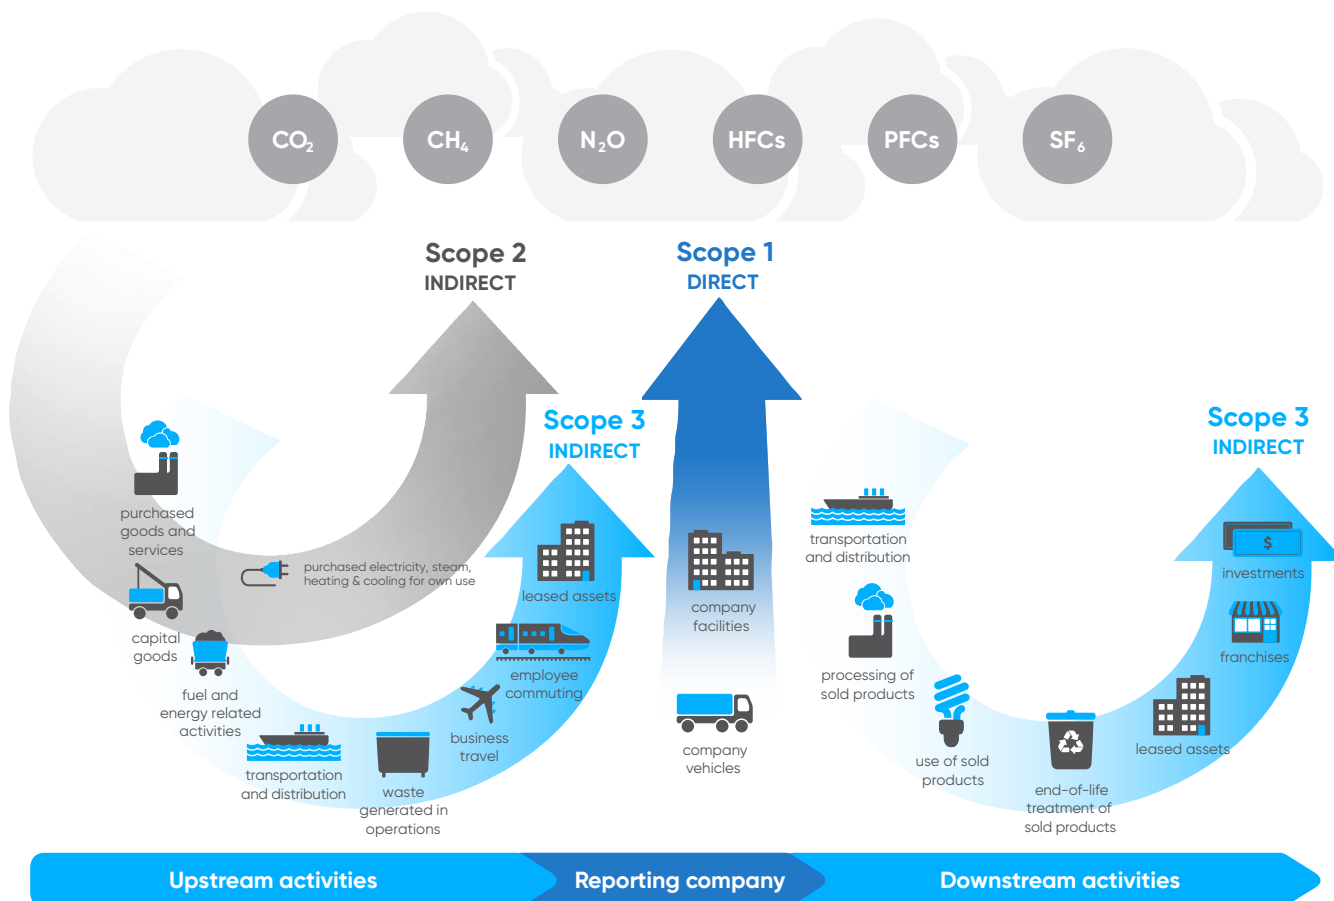 CO₂
CH₄
N₂O
HFCs
PFCs
SF₆
Scope 2
INDIRECT
Scope 1
DIRECT
Scope 3
INDIRECT
Scope 3
INDIRECT
purchased
goods and
services
capital
goods
fuel and
energy related
activities
purchased electricity, steam,
heating & cooling for own use
transportation
and distribution
waste
generated in
operations
business
travel
employee
commuting
leased assets
company
facilities
company
vehicles
transportation
and distribution
processing of
sold products
use of sold
products
end-of-life
treatment of
sold products
leased assets
franchises
$
investments
Upstream activities
Reporting company
Downstream activities